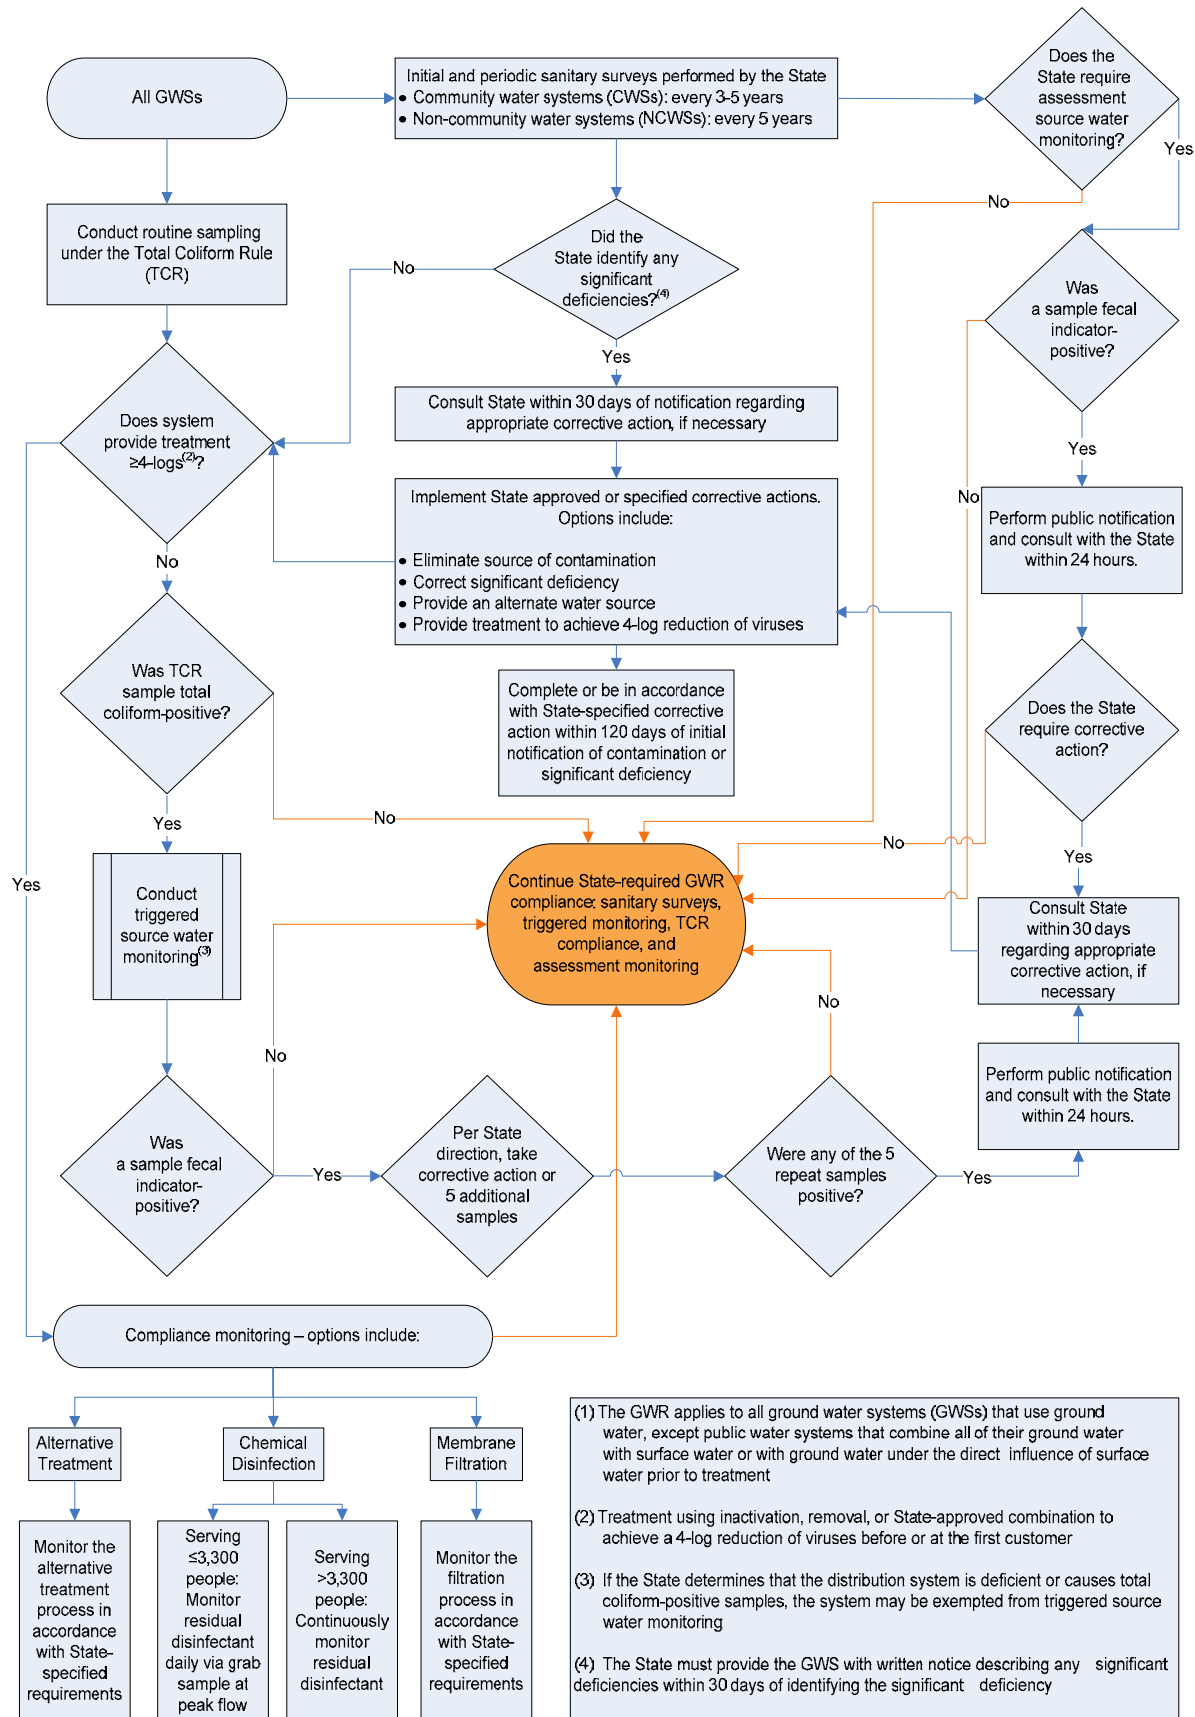 All GWSs
Initial and periodic sanitary surveys performed by the State
• Community water systems (CWSs): every 3-5 years
• Non-community water systems (NCWSs): every 5 years
Does the
State require
assessment
source water
monitoring?
Yes
No
Conduct routine sampling
under the Total Coliform Rule
(TCR)
Did the
State identify any
significant
deficiencies?(4)
No
Yes
Was
a sample fecal
indicator-
positive?
Yes
No
Does system
provide treatment
≥4-logs(2)?
No
Yes
Consult State within 30 days of notification regarding
appropriate corrective action, if necessary
Implement State approved or specified corrective actions.
Options include:
• Eliminate source of contamination
• Correct significant deficiency
• Provide an alternate water source
• Provide treatment to achieve 4-log reduction of viruses
Perform public notification
and consult with the State
within 24 hours.
Was TCR
sample total
coliform-positive?
Yes
No
Complete or be in accordance
with State-specified corrective
action within 120 days of initial
notification of contamination or
significant deficiency
Does the State
require corrective
action?
No
Yes
Conduct
triggered
source water
monitoring(3)
Continue State-required GWR
compliance: sanitary surveys,
triggered monitoring, TCR
compliance, and
assessment monitoring
Consult State
within 30 days
regarding appropriate
corrective action, if
necessary
No
No
Perform public notification
and consult with the State
within 24 hours.
Was
a sample fecal
indicator-
positive?
Yes
Per State
direction, take
corrective action or
5 additional
samples
Were any of the 5
repeat samples
positive?
Yes
Compliance monitoring – options include:
Alternative
Treatment
Chemical
Disinfection
Membrane
Filtration
Monitor the
alternative
treatment
process in
accordance
with State-
specified
requirements
Serving
≤3,300
people:
Monitor
residual
disinfectant
daily via grab
sample at
peak flow
Serving
>3,300
people:
Continuously
monitor
residual
disinfectant
Monitor the
filtration
process in
accordance
with State-
specified
requirements
(1) The GWR applies to all ground water systems (GWSs) that use ground
water, except public water systems that combine all of their ground water
with surface water or with ground water under the direct influence of surface
water prior to treatment
(2) Treatment using inactivation, removal, or State-approved combination to
achieve a 4-log reduction of viruses before or at the first customer
(3) If the State determines that the distribution system is deficient or causes total
coliform-positive samples, the system may be exempted from triggered source
water monitoring
(4) The State must provide the GWS with written notice describing any significant
deficiencies within 30 days of identifying the significant deficiency